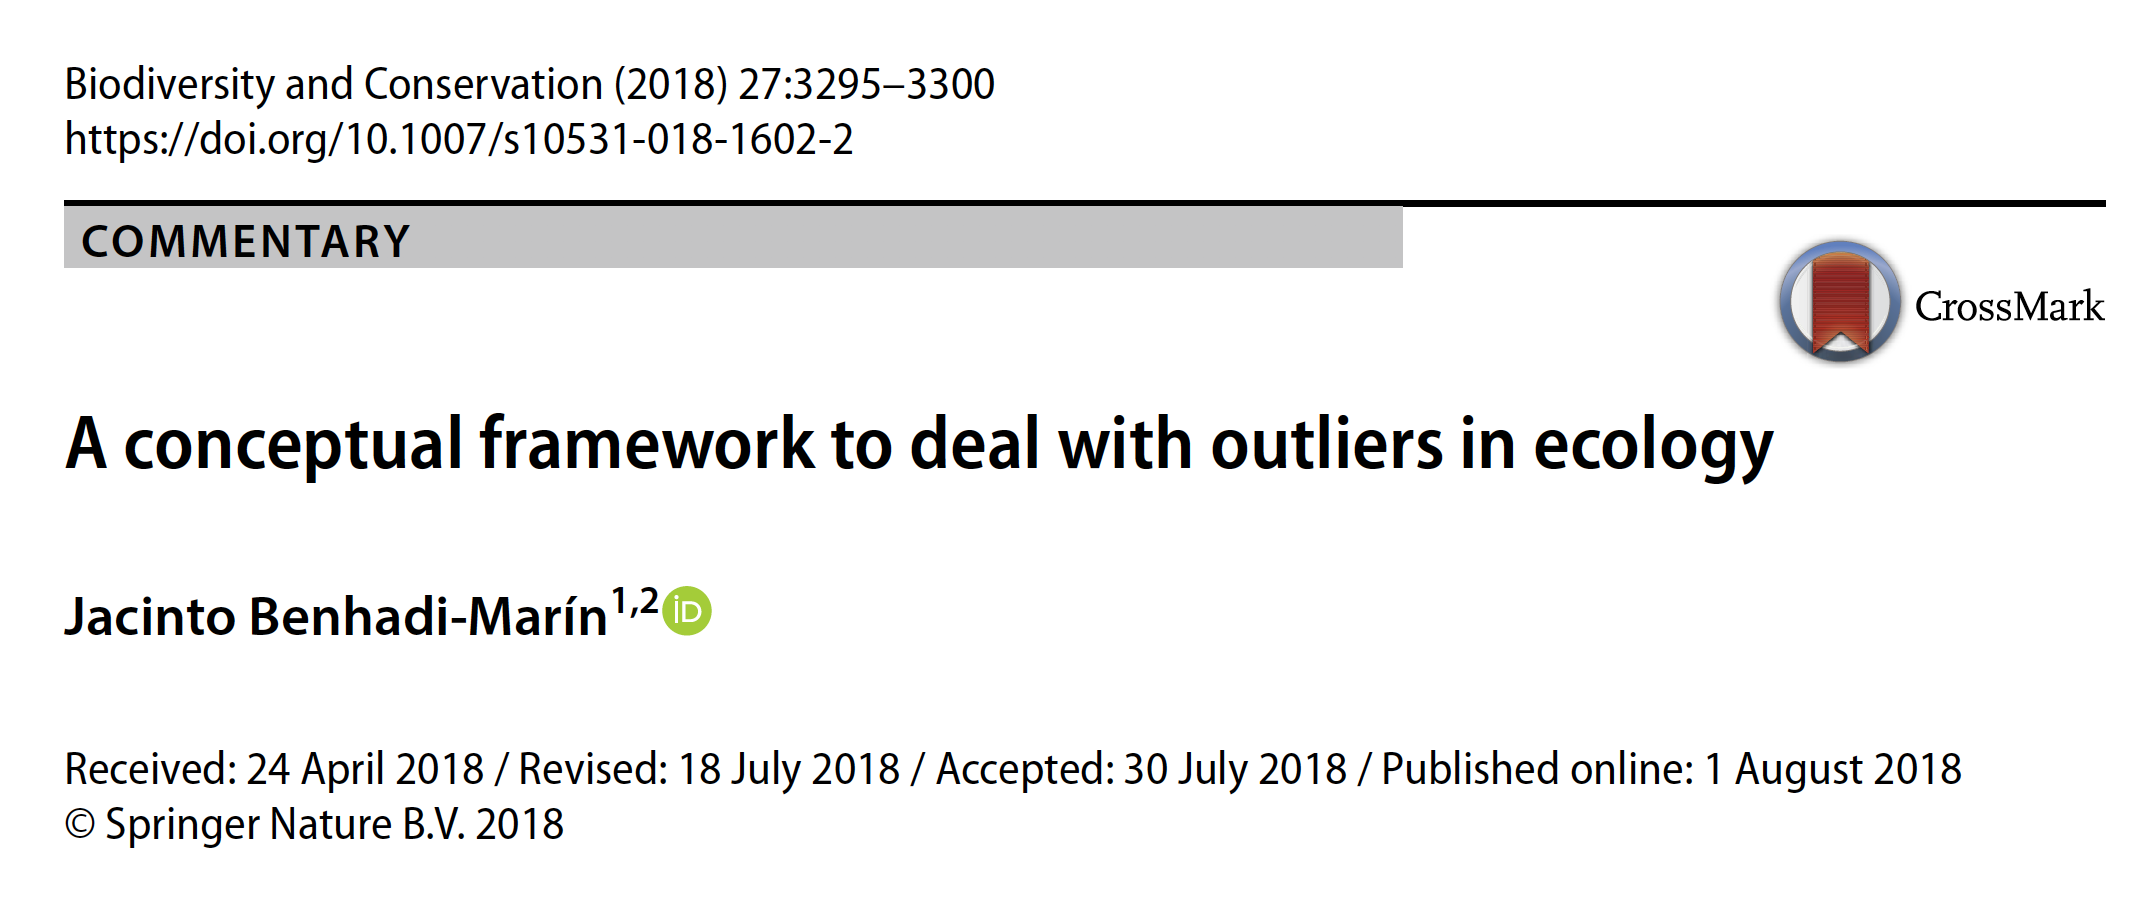 Biodiversity and Conservation (2018) 27:3295–3300
https://doi.org/10.1007/s10531-018-1602-2
COMMENTARY
CrossMark
A conceptual framework to deal with outliers in ecology
Jacinto Benhadi-Marín1,2 iD
Received: 24 April 2018 / Revised: 18 July 2018 / Accepted: 30 July 2018 / Published online: 1 August 2018
© Springer Nature B.V. 2018